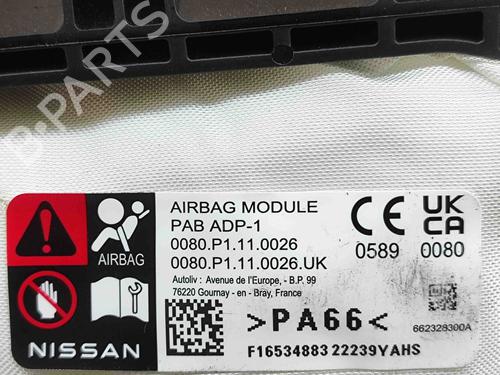 B-PARTS
AIRBAG MODULE
PAB ADP-1
0080.P1.11.0026
0080.P1.11.0026.UK
Autoliv : Avenue de l'Europe, - B.P. 99
76220 Gournay - en - Bray, France
CE
0589
UK
CA
0080
AIRBAG
NISSAN
>PA66<
662328300A
F16534883 22239YAHS